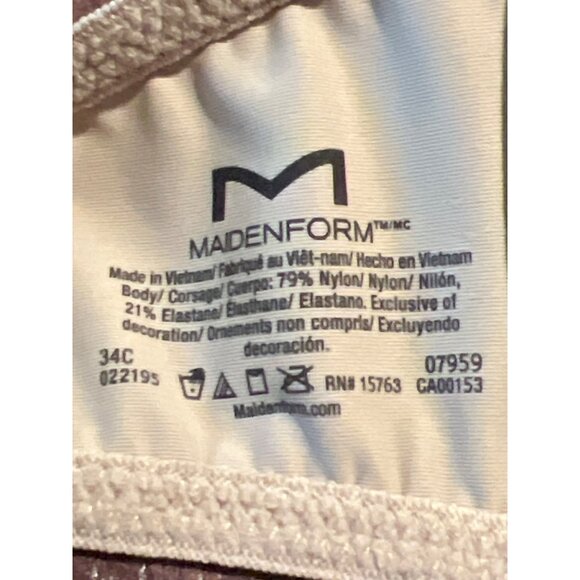 M
MAIDENFORM™/MC
Made in Vietnam/ Fabriqué au Viêt-nam/ Hecho en Vietnam
Body/ Corsage/ Cuerpo: 79% Nylon/ Nylon/ Nilón,
21% Elastane/ Élasthane/ Elastano. Exclusive of
decoration/ Ornements non compris/ Excluyendo
decoración.
34C
022195
RN# 15763
07959
CA00153
Maidenform.com